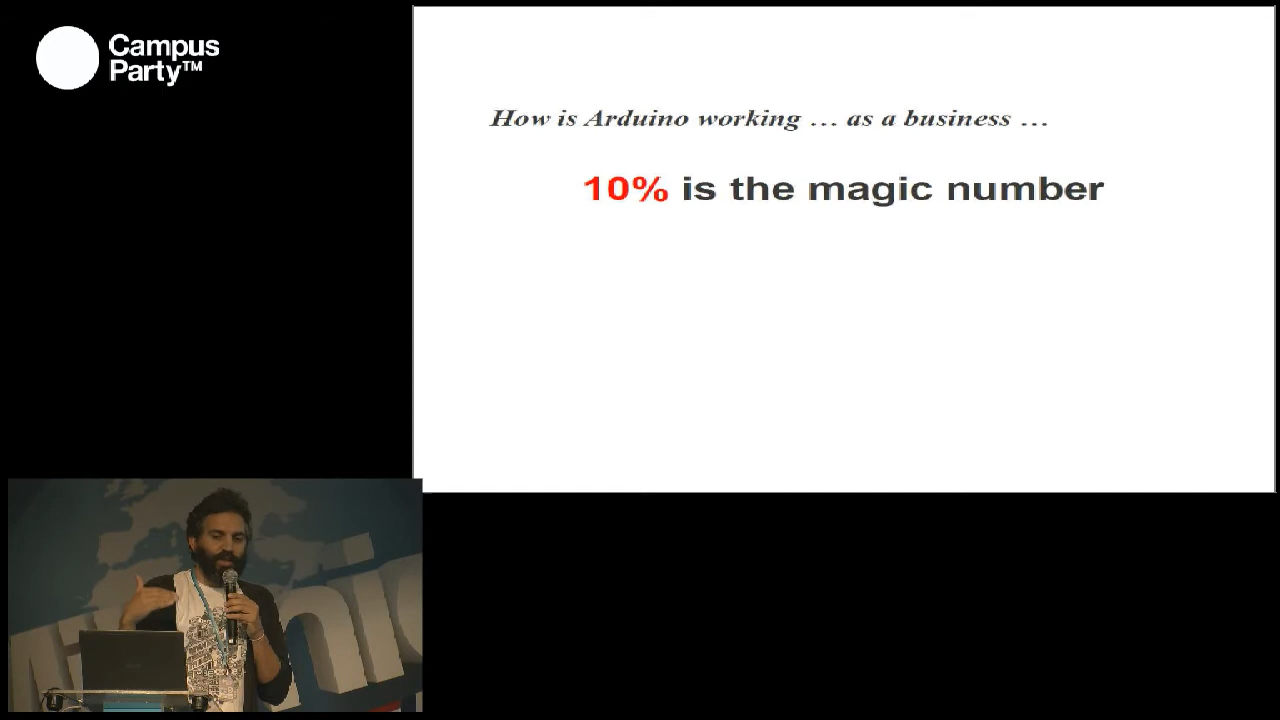 Campus
Party™
How is Arduino working … as a business …
10% is the magic number